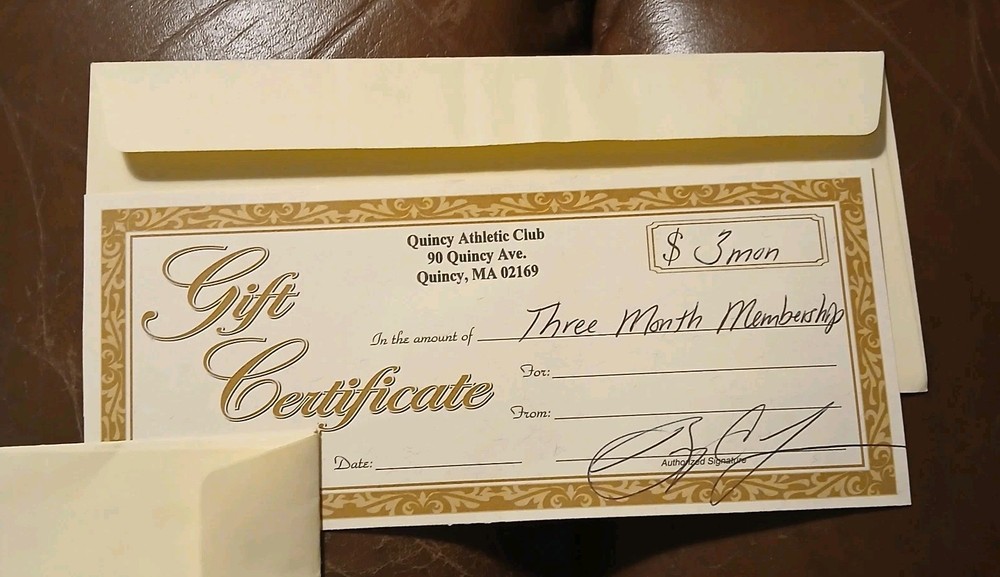 Quincy Athletic Club
90 Quincy Ave.
Quincy, MA 02169
$ 3mon
Gift
Certificate
In the amount of Three Month Membership
For:
From:
Date:
Authorized Signature